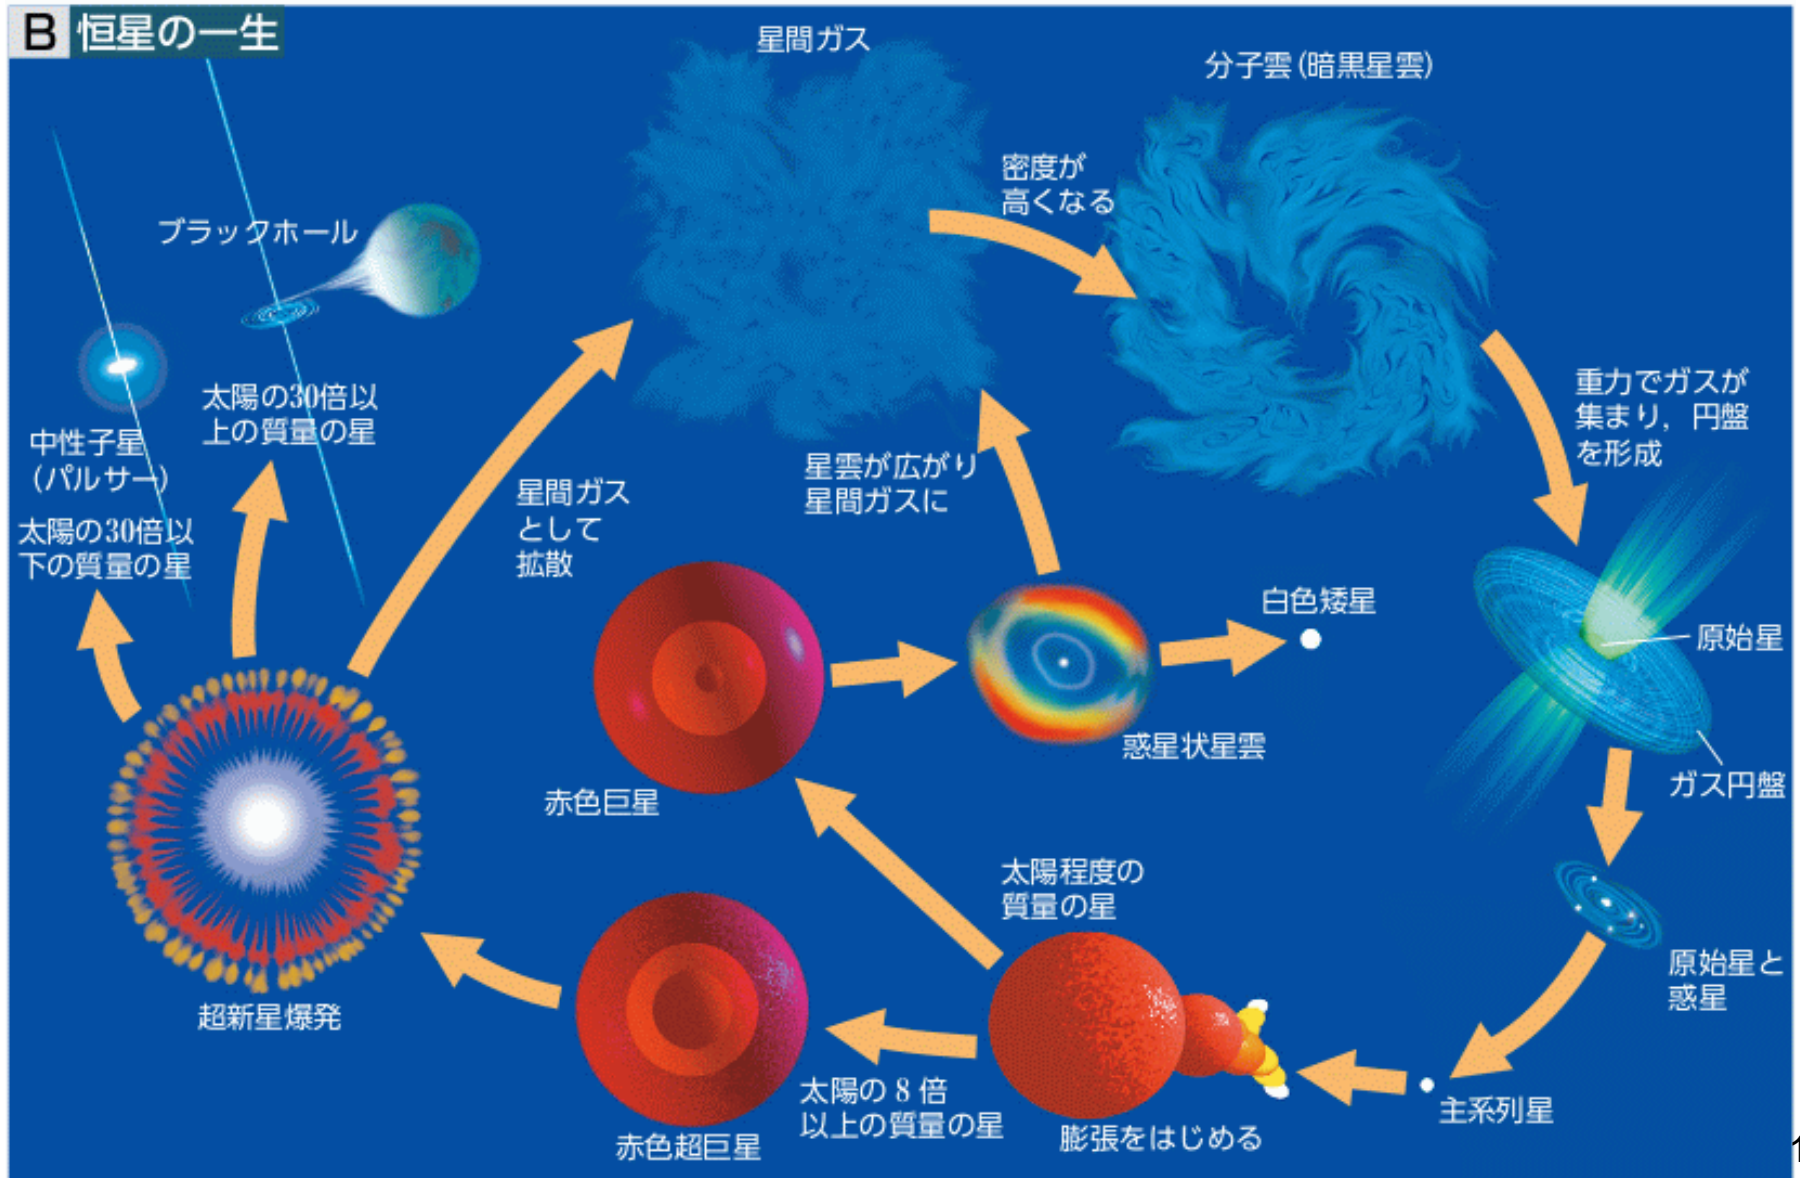 B 恒星の一生
星間ガス
分子雲(暗黒星雲)
密度が
高くなる
ブラックホール
太陽の30倍以
上の質量の星
中性子星
(パルサー)
太陽の30倍以
下の質量の星
星間ガス
として
拡散
星雲が広がり
星間ガスに
重力でガスが
集まり，円盤
を形成
白色矮星
原始星
惑星状星雲
ガス円盤
赤色巨星
太陽程度の
質量の星
原始星と
惑星
超新星爆発
太陽の8倍
以上の質量の星
主系列星
膨張をはじめる
赤色超巨星